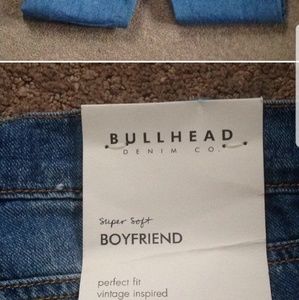 BULLHEAD
DENIM CO.
super soft
BOYFRIEND
perfect fit
vintage inspired